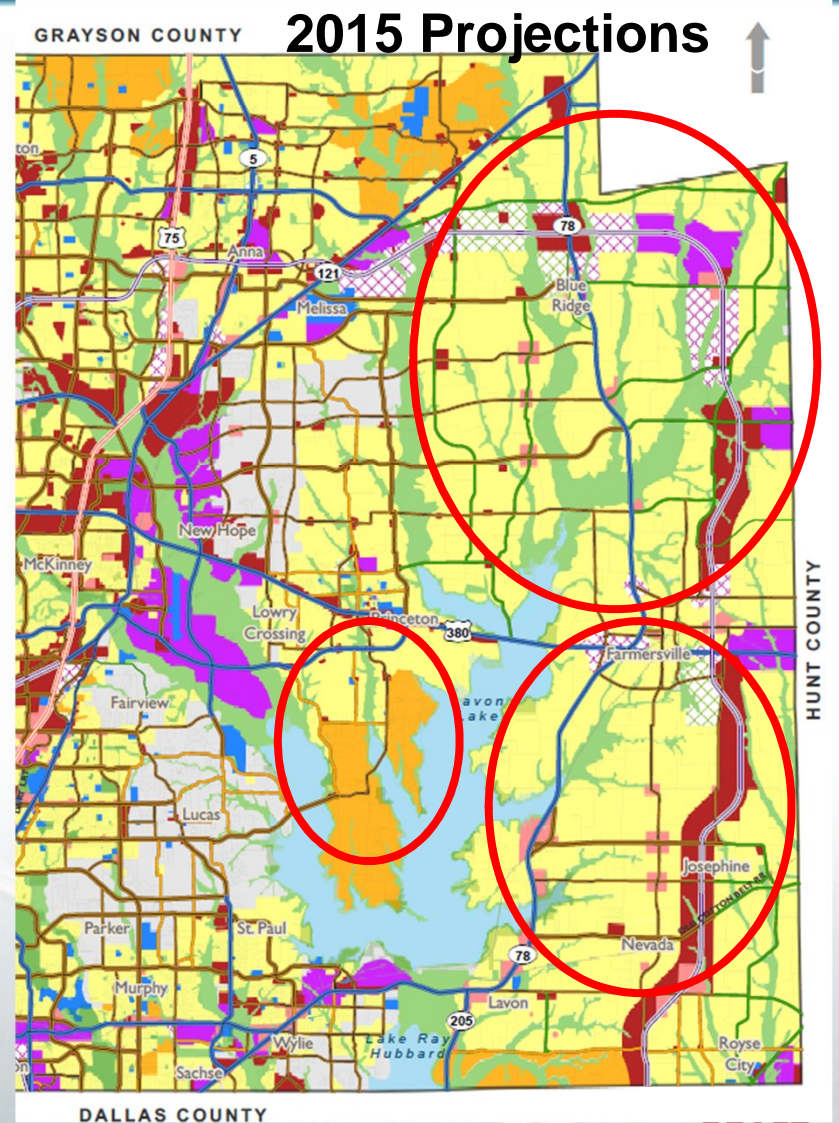 2015 Projections
GRAYSON COUNTY
5
75
78
Anna
121
Melissa
Blue
Ridge
New Hope
McKinney
Lowry
Crossing
Princeton
380
Farmersville
HUNT COUNTY
Fairview
Lake
Lucas
Josephine
Parker
St. Paul
Nevada
78
Murphy
Lavon
205
Wylie
Lake Ray
Hubbard
Royse
City
Sachse
DALLAS COUNTY